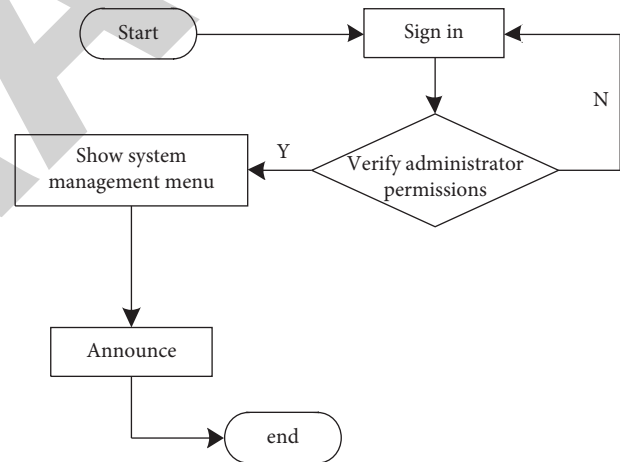 Start
Sign in
N
Y
Verify administrator
permissions
Show system
management menu
Announce
end